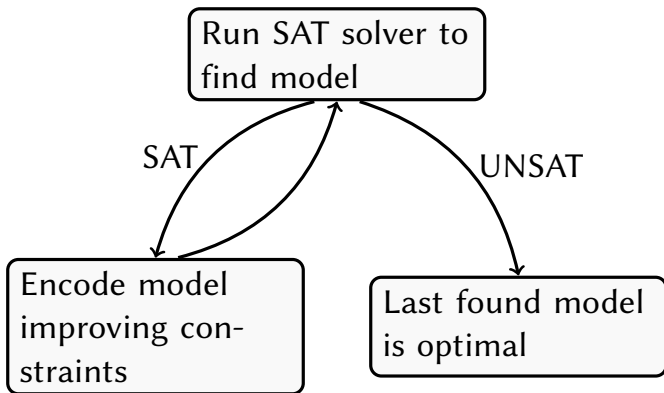 Run SAT solver to
find model
SAT
UNSAT
Encode model
improving con-
straints
Last found model
is optimal